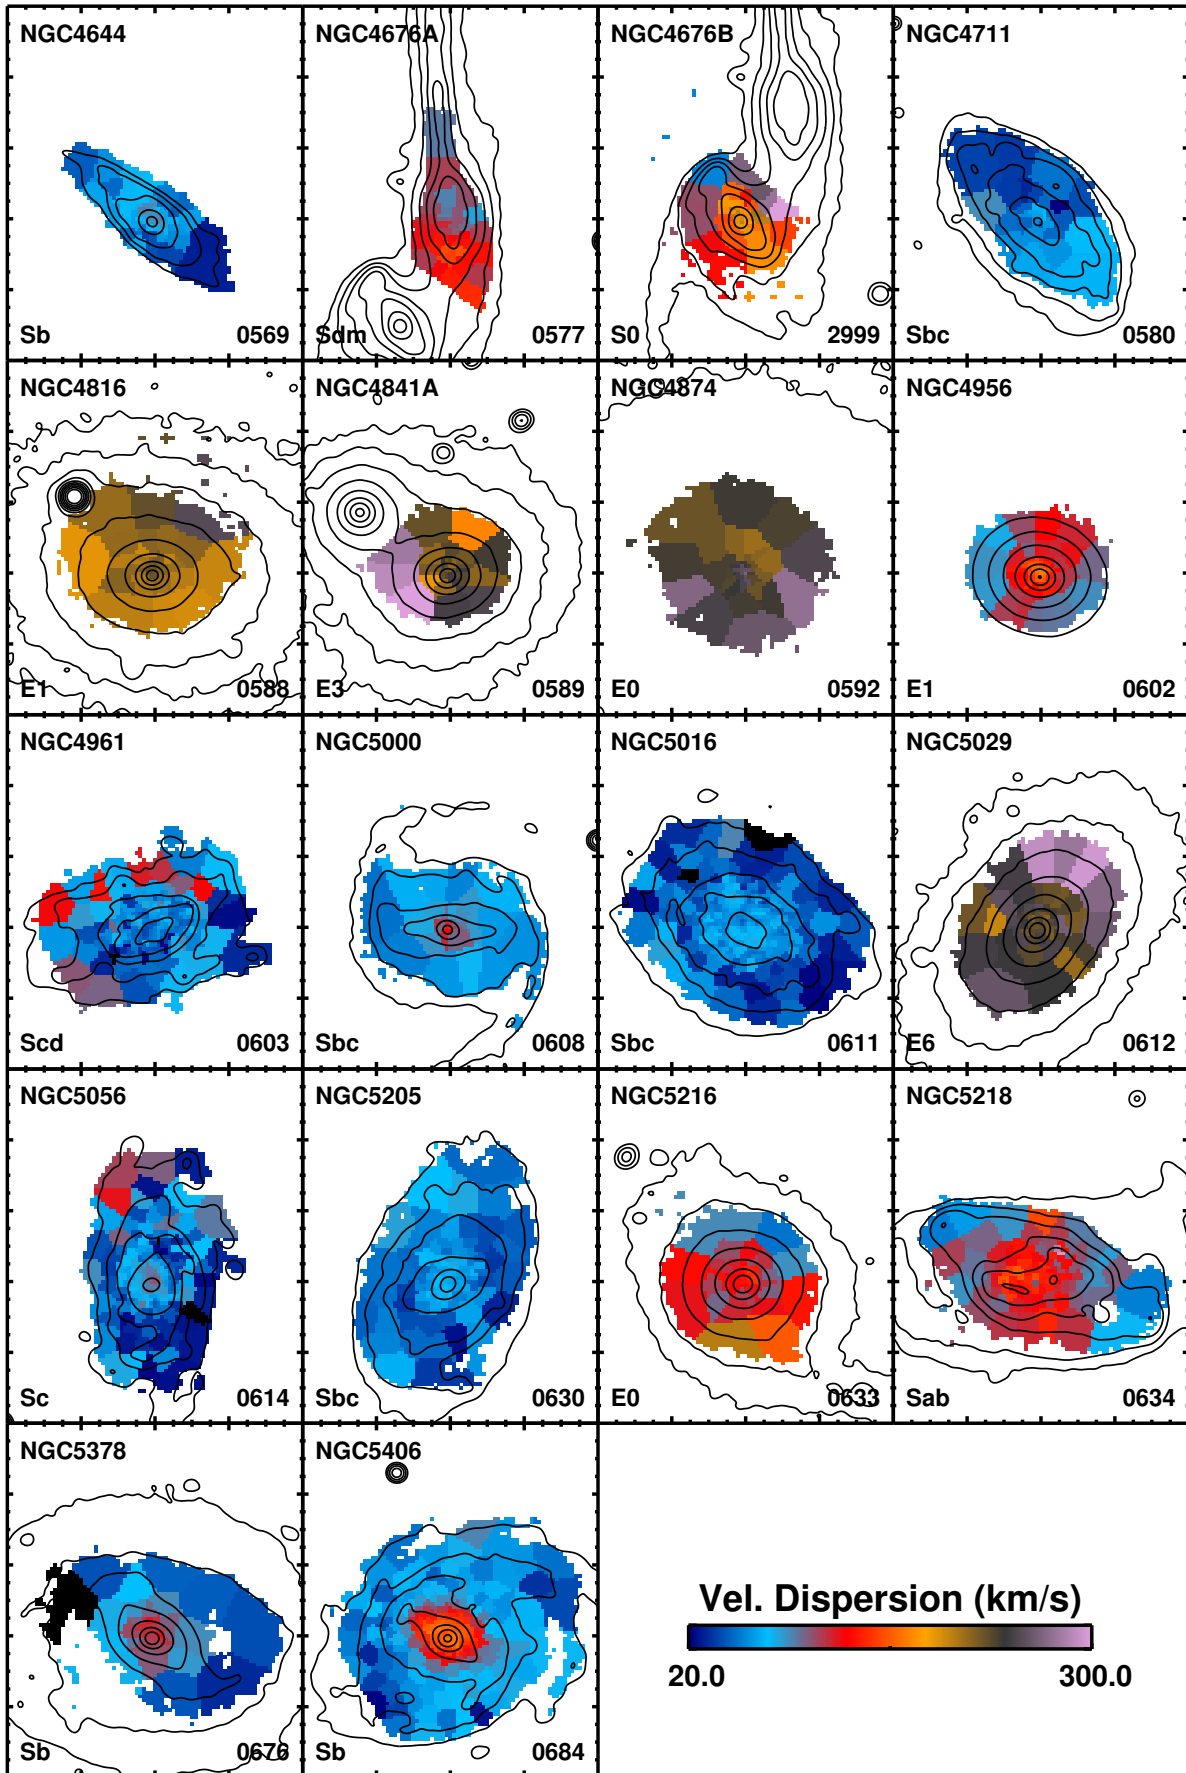 NGC4644 NGC4676A NGC4676B NGC4711
Sb 0569 Sdm 0577 S0 2999 Sbc 0580
NGC4816 NGC4841A NGC4874 NGC4956
E1 0588 E3 0589 E0 0592 E1 0602
NGC4961 NGC5000 NGC5016 NGC5029
Scd 0603 Sbc 0608 Sbc 0611 E6 0612
NGC5056 NGC5205 NGC5216 NGC5218
Sc 0614 Sbc 0630 E0 0633 Sab 0634
NGC5378 NGC5406
Vel. Dispersion (km/s)
20.0 300.0
Sb 0676 Sb 0684